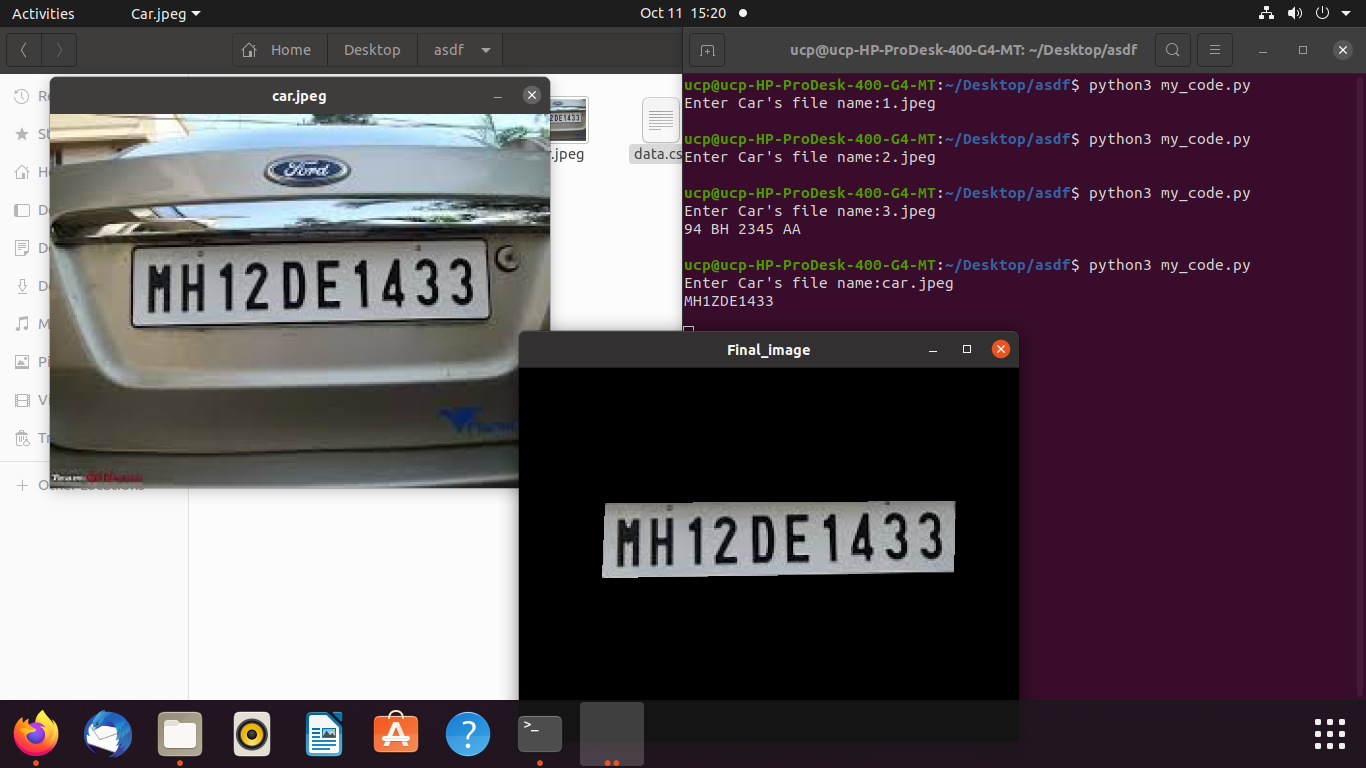 Activities
Car.jpeg
Oct 11 15:20
Home
Desktop
asdf
ucp@ucp-HP-ProDesk-400-G4-MT: ~/Desktop/asdf
car.jpeg
Ford
MH12DE1433
Team
.jpeg
data.cs
ucp@ucp-HP-ProDesk-400-G4-MT:~/Desktop/asdf$ python3 my_code.py
Enter Car's file name:1.jpeg
ucp@ucp-HP-ProDesk-400-G4-MT:~/Desktop/asdf$ python3 my_code.py
Enter Car's file name:2.jpeg
ucp@ucp-HP-ProDesk-400-G4-MT:~/Desktop/asdf$ python3 my_code.py
Enter Car's file name:3.jpeg
94 BH 2345 AA
ucp@ucp-HP-ProDesk-400-G4-MT:~/Desktop/asdf$ python3 my_code.py
Enter Car's file name:car.jpeg
MH1ZDE1433
Final_image
MH12DE1433